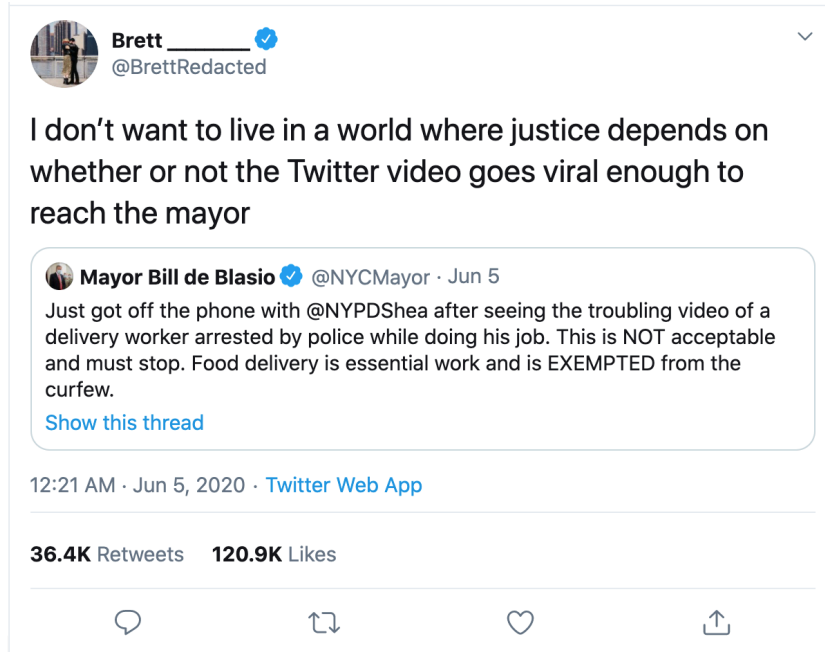 Brett ________
@BrettRedacted
I don’t want to live in a world where justice depends on
whether or not the Twitter video goes viral enough to
reach the mayor
Mayor Bill de Blasio @NYCMayor · Jun 5
Just got off the phone with @NYPDShea after seeing the troubling video of a
delivery worker arrested by police while doing his job. This is NOT acceptable
and must stop. Food delivery is essential work and is EXEMPTED from the
curfew.
Show this thread
12:21 AM · Jun 5, 2020 · Twitter Web App
36.4K Retweets 120.9K Likes